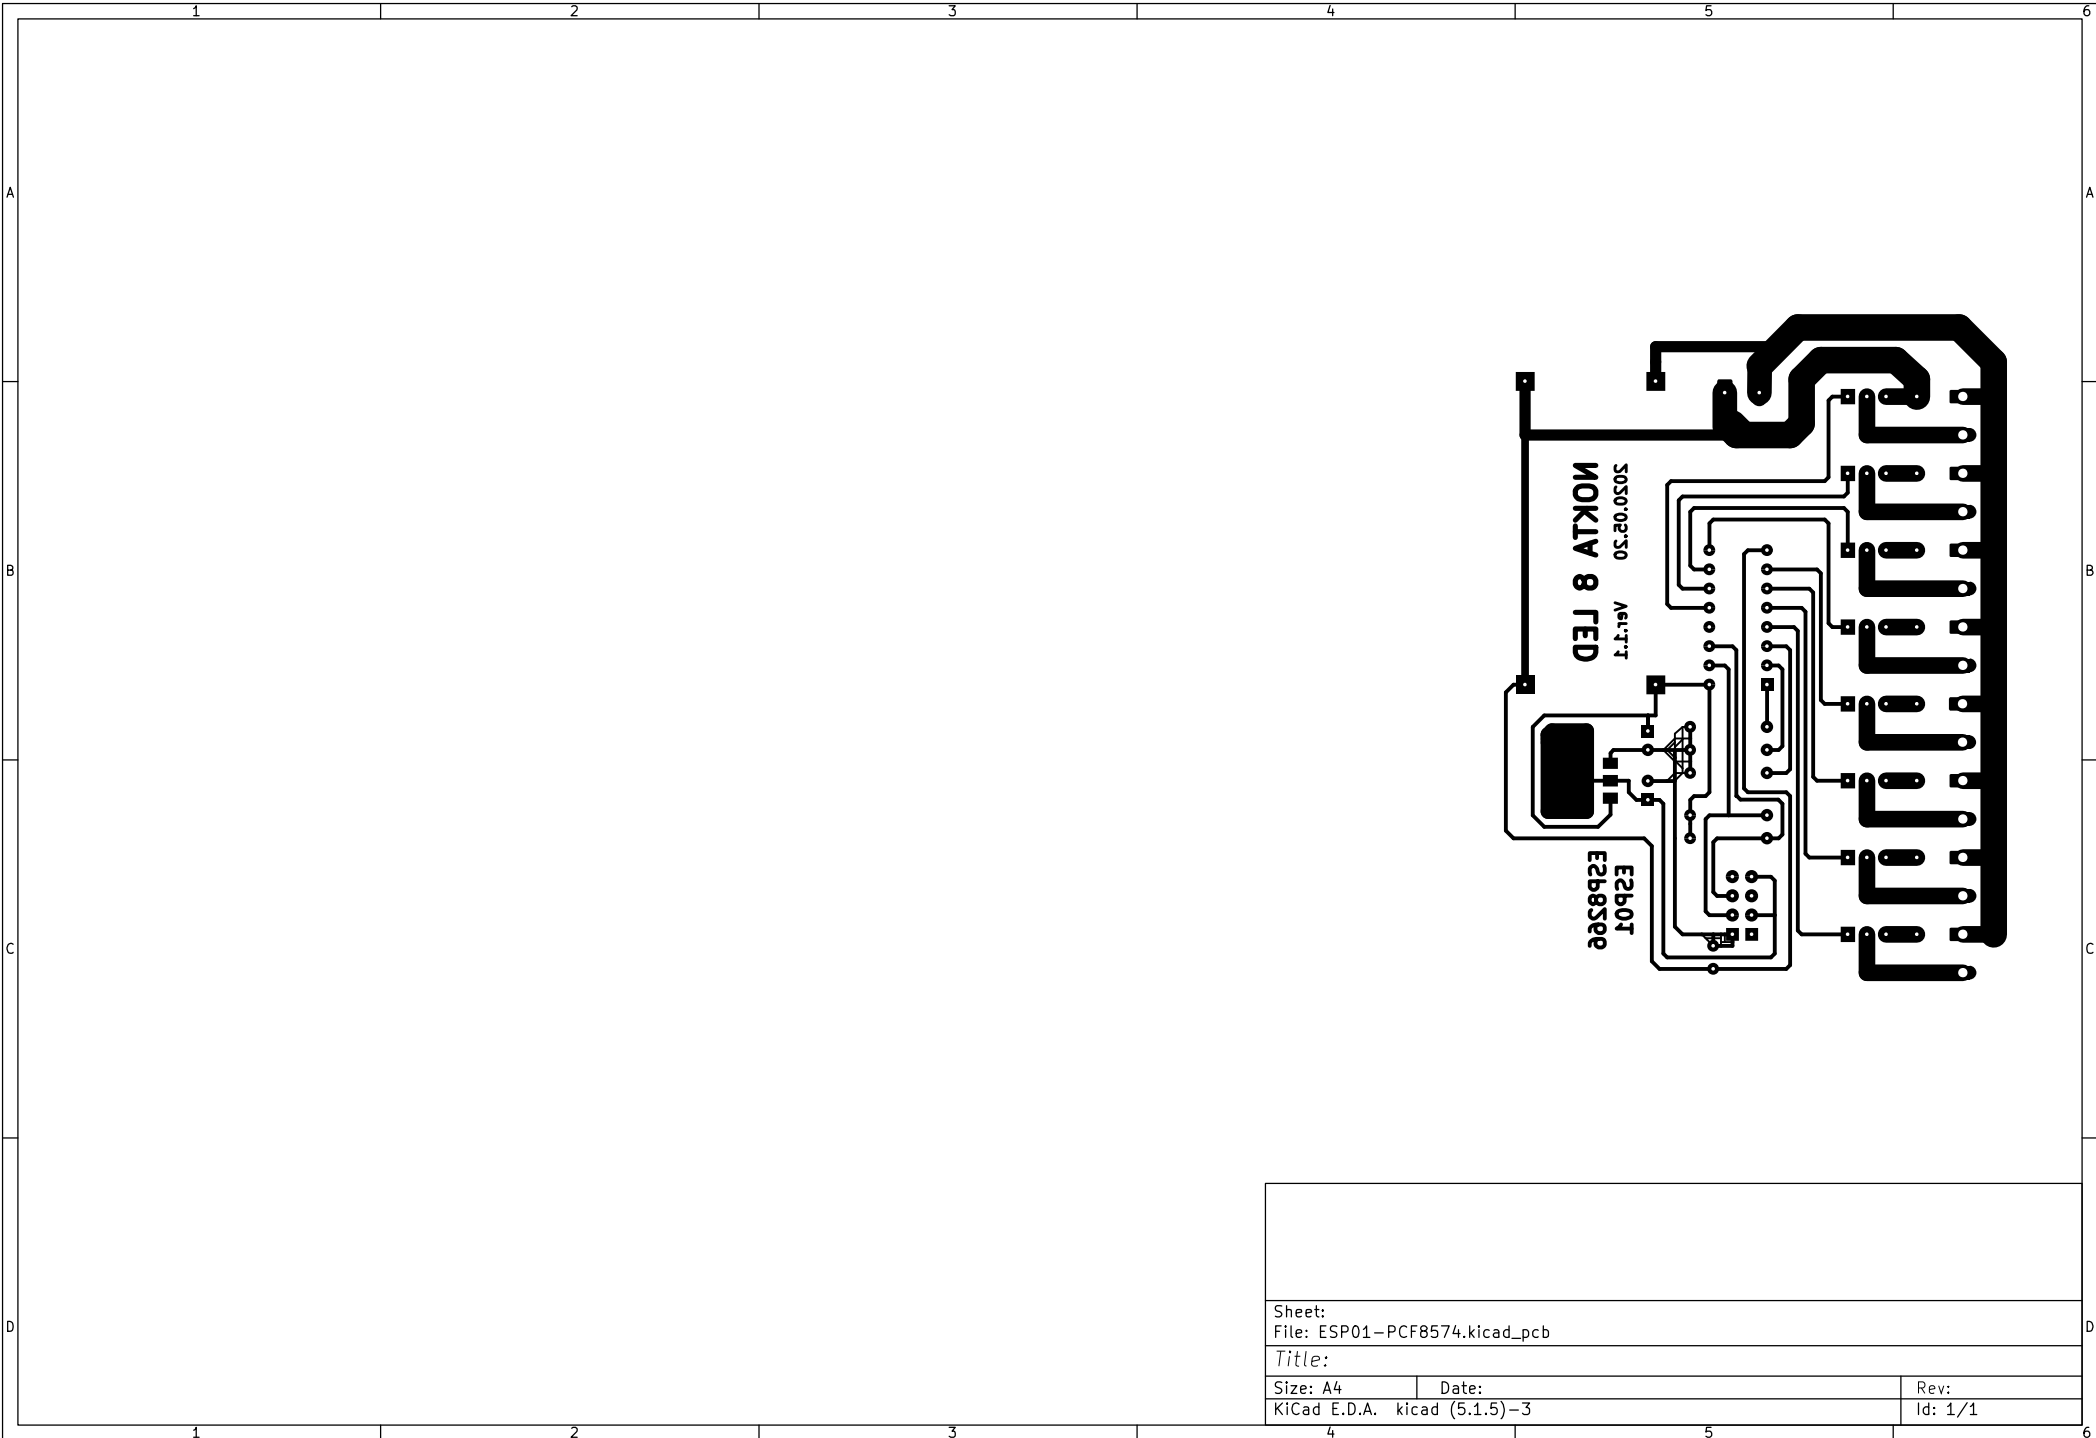 1 2 3 4 5 6
A A
B B
C C
D D
NOKTA 8 LED
2020.05.20 Ver.1.1
ESP01
ESP8266
Sheet:
File: ESP01-PCF8574.kicad_pcb
Title:
Size: A4 Date: Rev:
KiCad E.D.A. kicad (5.1.5)-3 Id: 1/1
1 2 3 4 5 6